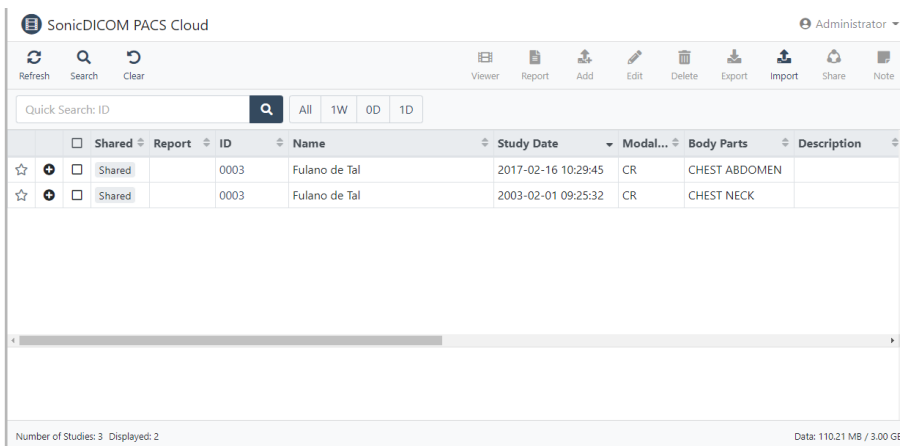 SonicDICOM PACS Cloud Administrator
Refresh Search Clear Viewer Report Add Edit Delete Export Import Share Note
Quick Search: ID All 1W 0D 1D
Shared Report ID Name Study Date Modal... Body Parts Description
Shared 0003 Fulano de Tal 2017-02-16 10:29:45 CR CHEST ABDOMEN
Shared 0003 Fulano de Tal 2003-02-01 09:25:32 CR CHEST NECK
Number of Studies: 3 Displayed: 2 Data: 110.21 MB / 3.00 GB